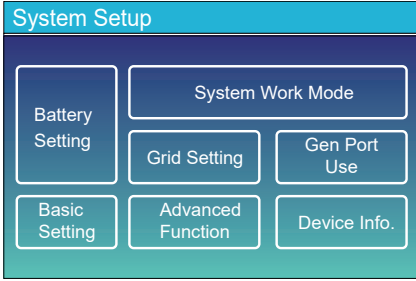 System Setup
Battery
Setting
System Work Mode
Grid Setting
Gen Port
Use
Basic
Setting
Advanced
Function
Device Info.